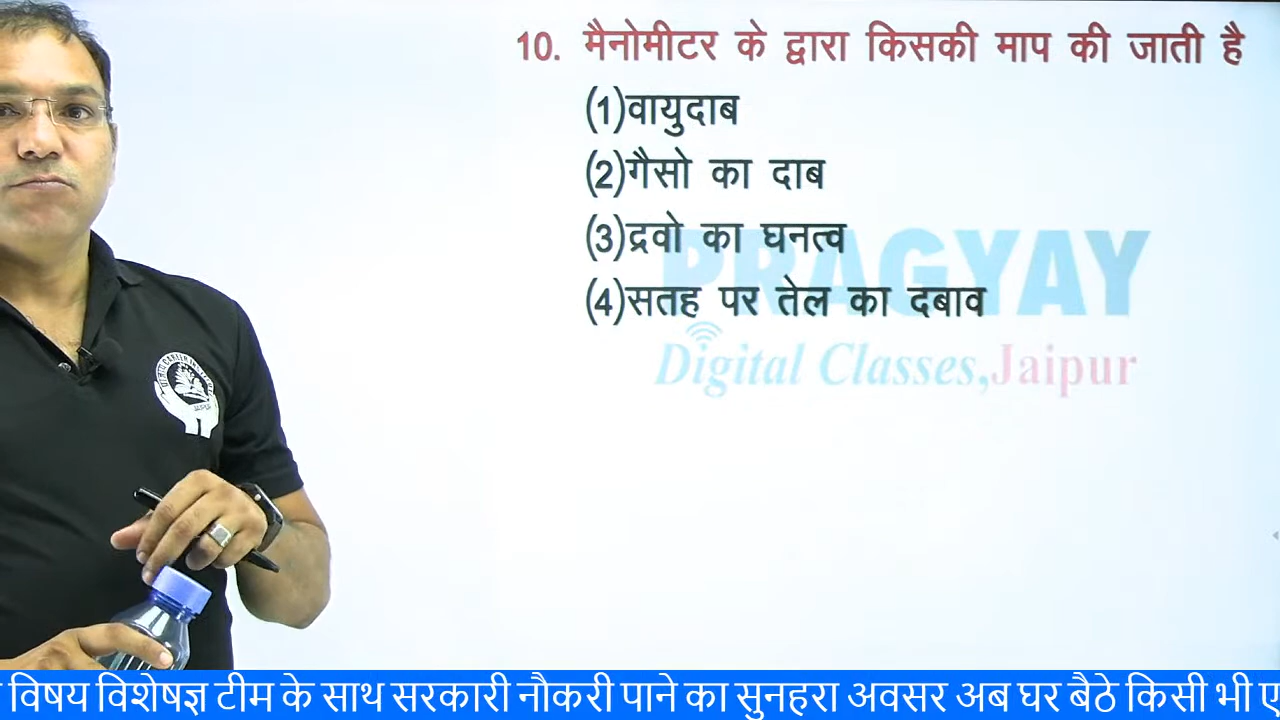 10. मैनोमीटर के द्वारा किसकी माप की जाती है
(1)वायुदाब
(2)गैसो का दाब
(3)द्रवो का घनत्व
(4)सतह पर तेल का दबाव
PRAGYAY
Digital Classes,Jaipur
विषय विशेषज्ञ टीम के साथ सरकारी नौकरी पाने का सुनहरा अवसर अब घर बैठे किसी भी